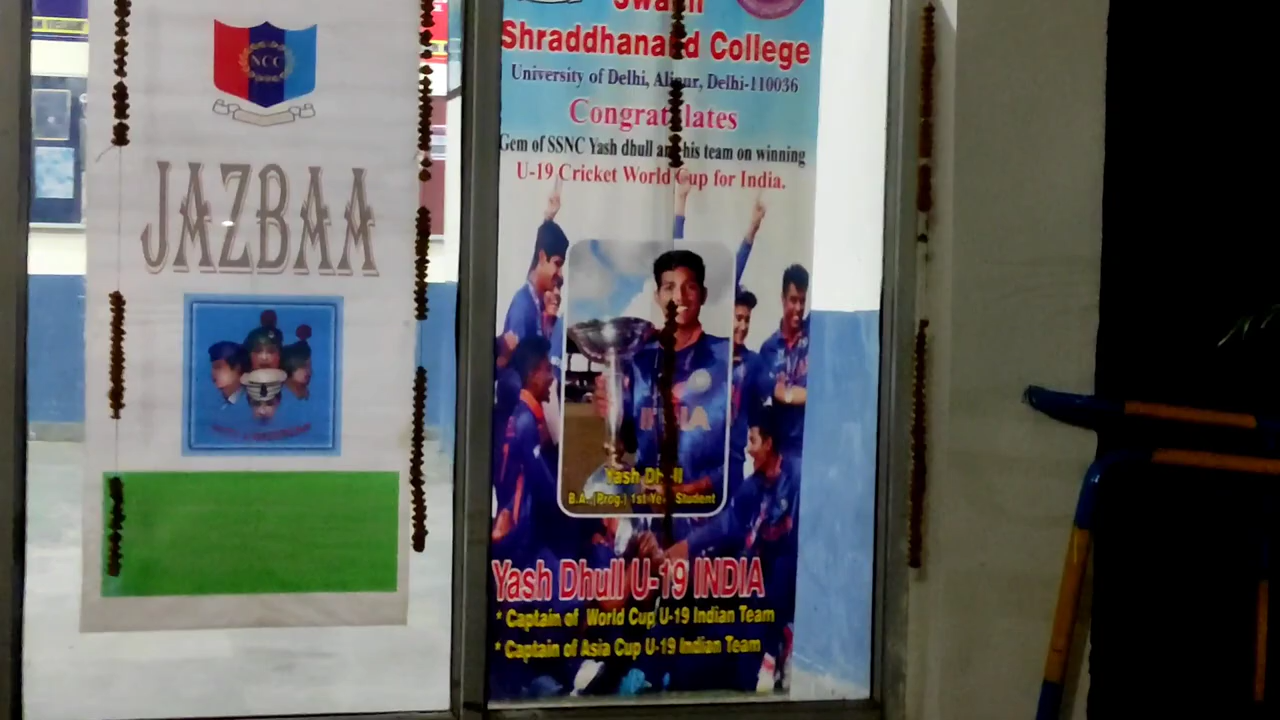 NCC
JAZBAA
Shraddhanand College
University of Delhi, Alipur, Delhi-110036
Congratulates
Gem of SSNC Yash dhull and his team on winning
U-19 Cricket World Cup for India.
INDIA
Yash Dhull
B.A.,(Prog.) 1st Year Student
Yash Dhull U-19 INDIA
* Captain of World Cup U-19 Indian Team
* Captain of Asia Cup U-19 Indian Team